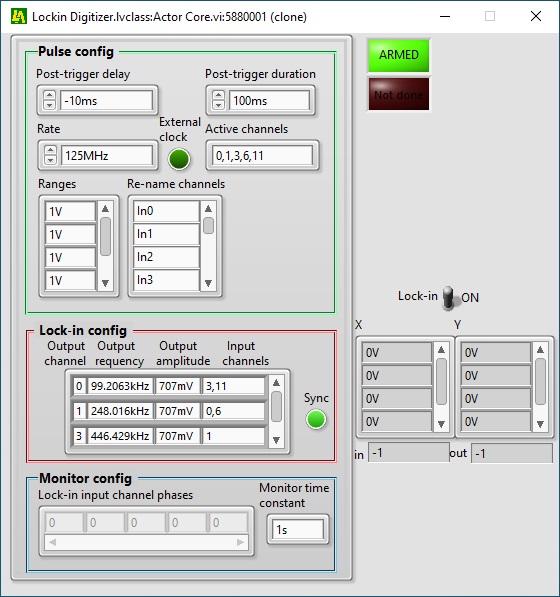 Lockin Digitizer.lvclass:Actor Core.vi:5880001 (clone)
Pulse config
Post-trigger delay
Post-trigger duration
-10ms
100ms
Rate
External
clock
Active channels
125MHz
0,1,3,6,11
Ranges
Re-name channels
1V
In0
1V
In1
1V
In2
1V
In3
ARMED
Not done
Lock-in
ON
Lock-in config
Output
channel
Output
requency
Output
amplitude
Input
channels
0
99.2063kHz
707mV
3,11
1
248.016kHz
707mV
0,6
3
446.429kHz
707mV
1
Sync
X
Y
0V
0V
0V
0V
0V
0V
0V
0V
in
-1
out
-1
Monitor config
Lock-in input channel phases
Monitor time
constant
0
0
0
0
0
1s